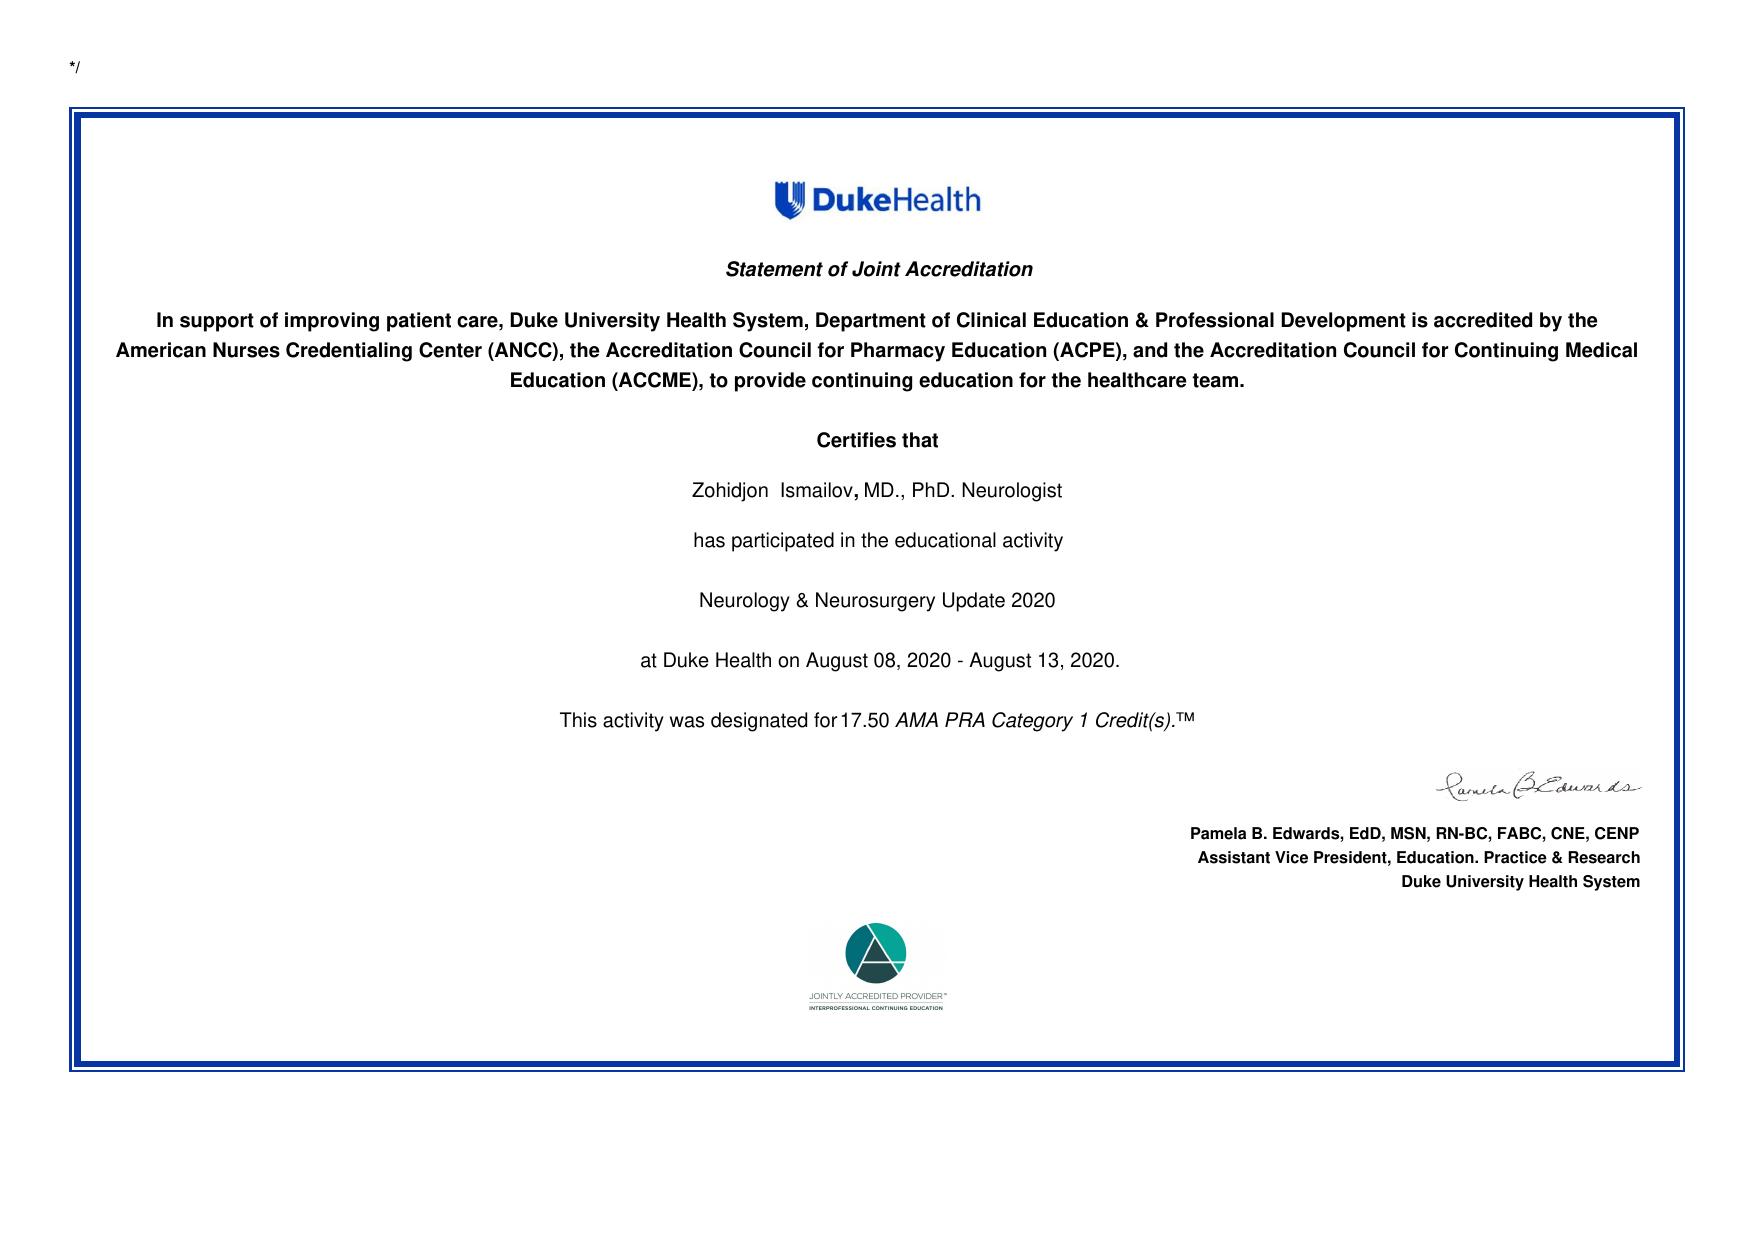 */
DukeHealth
Statement of Joint Accreditation
In support of improving patient care, Duke University Health System, Department of Clinical Education & Professional Development is accredited by the
American Nurses Credentialing Center (ANCC), the Accreditation Council for Pharmacy Education (ACPE), and the Accreditation Council for Continuing Medical
Education (ACCME), to provide continuing education for the healthcare team.
Certifies that
Zohidjon Ismailov, MD., PhD. Neurologist
has participated in the educational activity
Neurology & Neurosurgery Update 2020
at Duke Health on August 08, 2020 - August 13, 2020.
This activity was designated for 17.50 AMA PRA Category 1 Credit(s).™
Pamela B Edwards
Pamela B. Edwards, EdD, MSN, RN-BC, FABC, CNE, CENP
Assistant Vice President, Education. Practice & Research
Duke University Health System
JOINTLY ACCREDITED PROVIDER™
INTERPROFESSIONAL CONTINUING EDUCATION